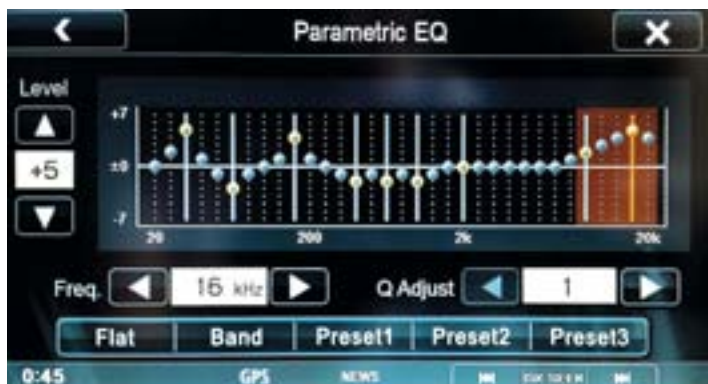 Parametric EQ
Level
+7
+5
±0
-7
20 200 2k 20k
Freq. 16 kHz Q Adjust 1
Flat Band Preset1 Preset2 Preset3
0:45 GPS NEWS